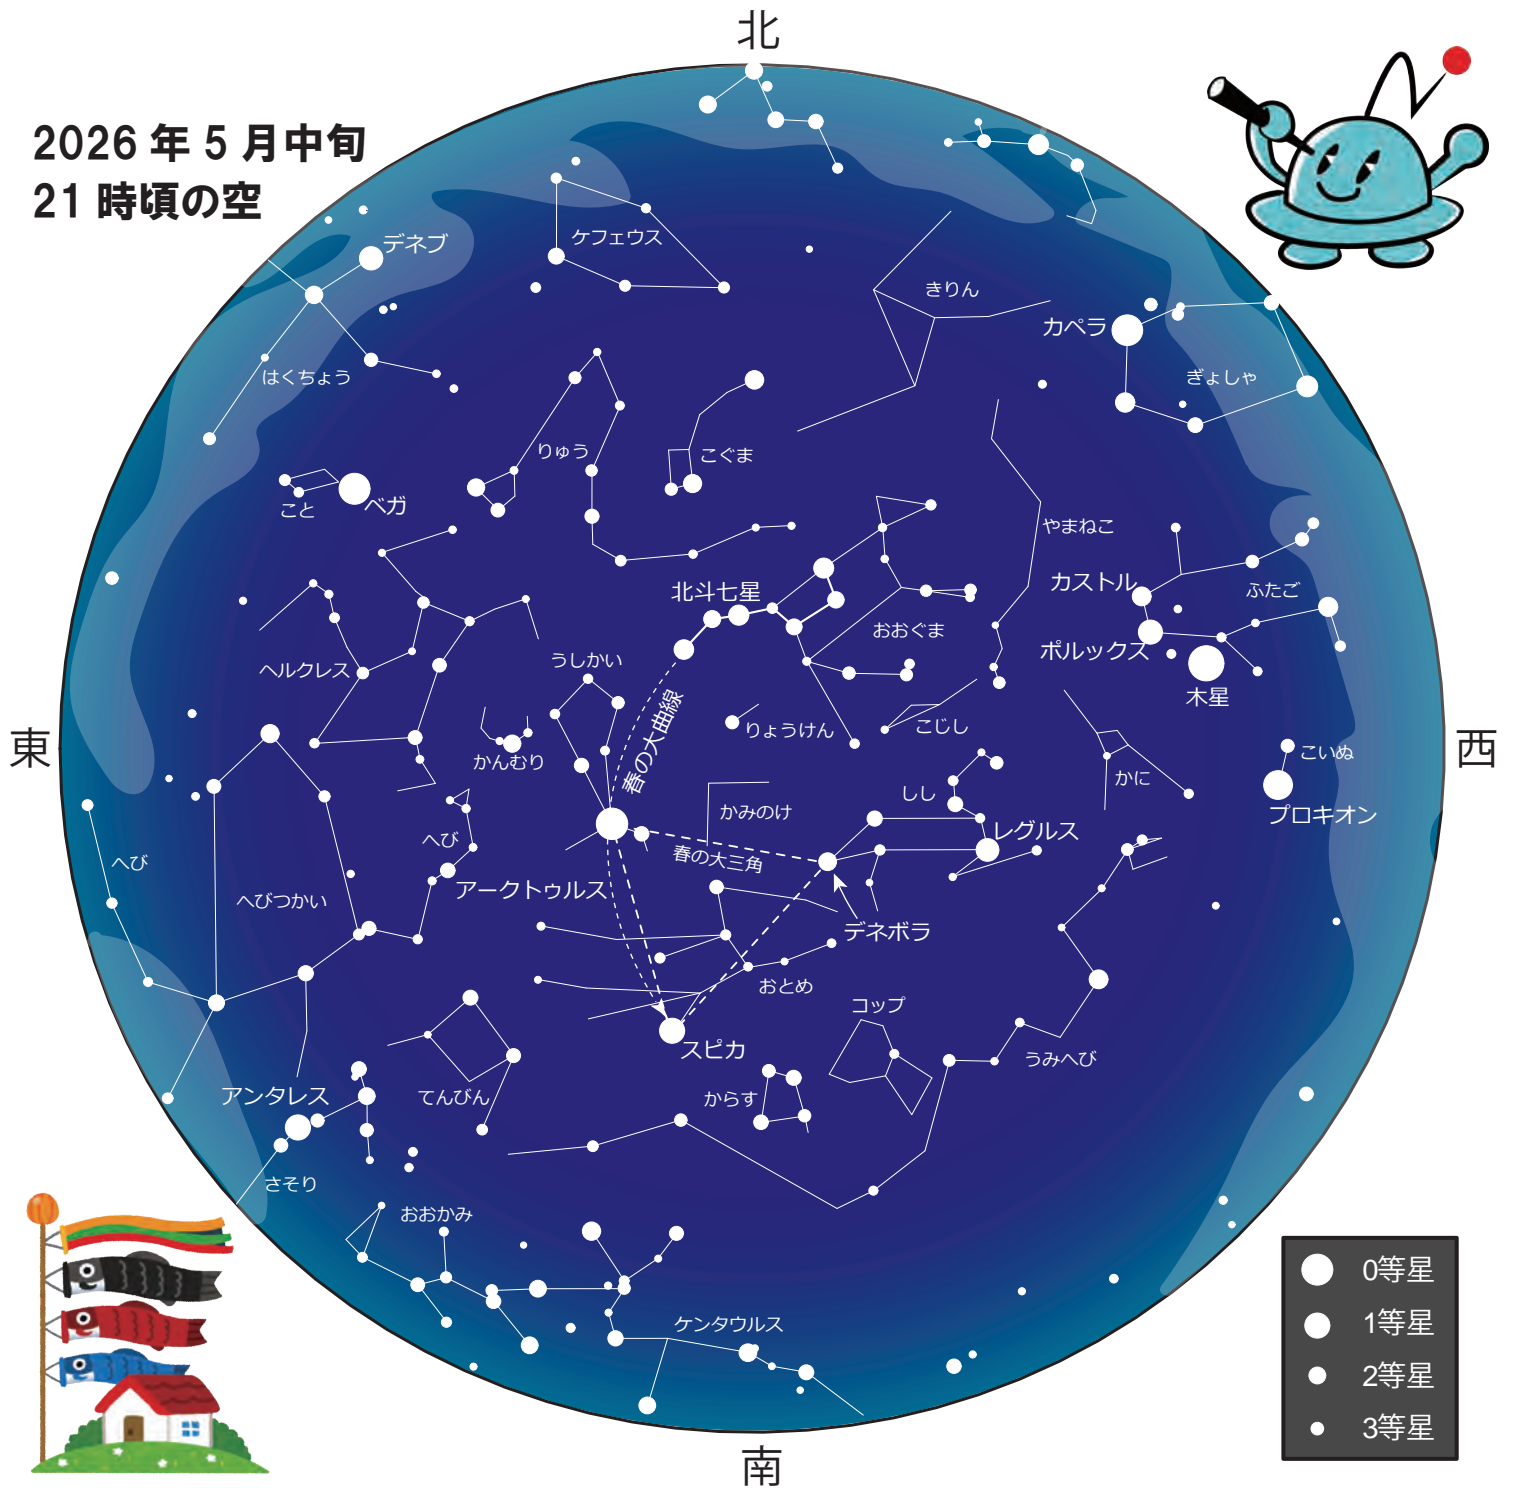 北
2026年5月中旬
21時頃の空
デネブ
ケフェウス
きりん
カペラ
はくちょう
ぎょしゃ
りゅう
こぐま
こと
ベガ
やまねこ
北斗七星
カストル
ふたご
おおぐま
ポルックス
うしかい
ヘルクレス
木星
春の大曲線
りょうけん
こじし
東
西
かんむり
こいぬ
かに
しし
かみのけ
プロキオン
へび
レグルス
へび
春の大三角
アークトゥルス
へびつかい
デネボラ
おとめ
コップ
スピカ
うみへび
アンタレス
てんびん
からす
さそり
おおかみ
ケンタウルス
0等星
1等星
2等星
3等星
南